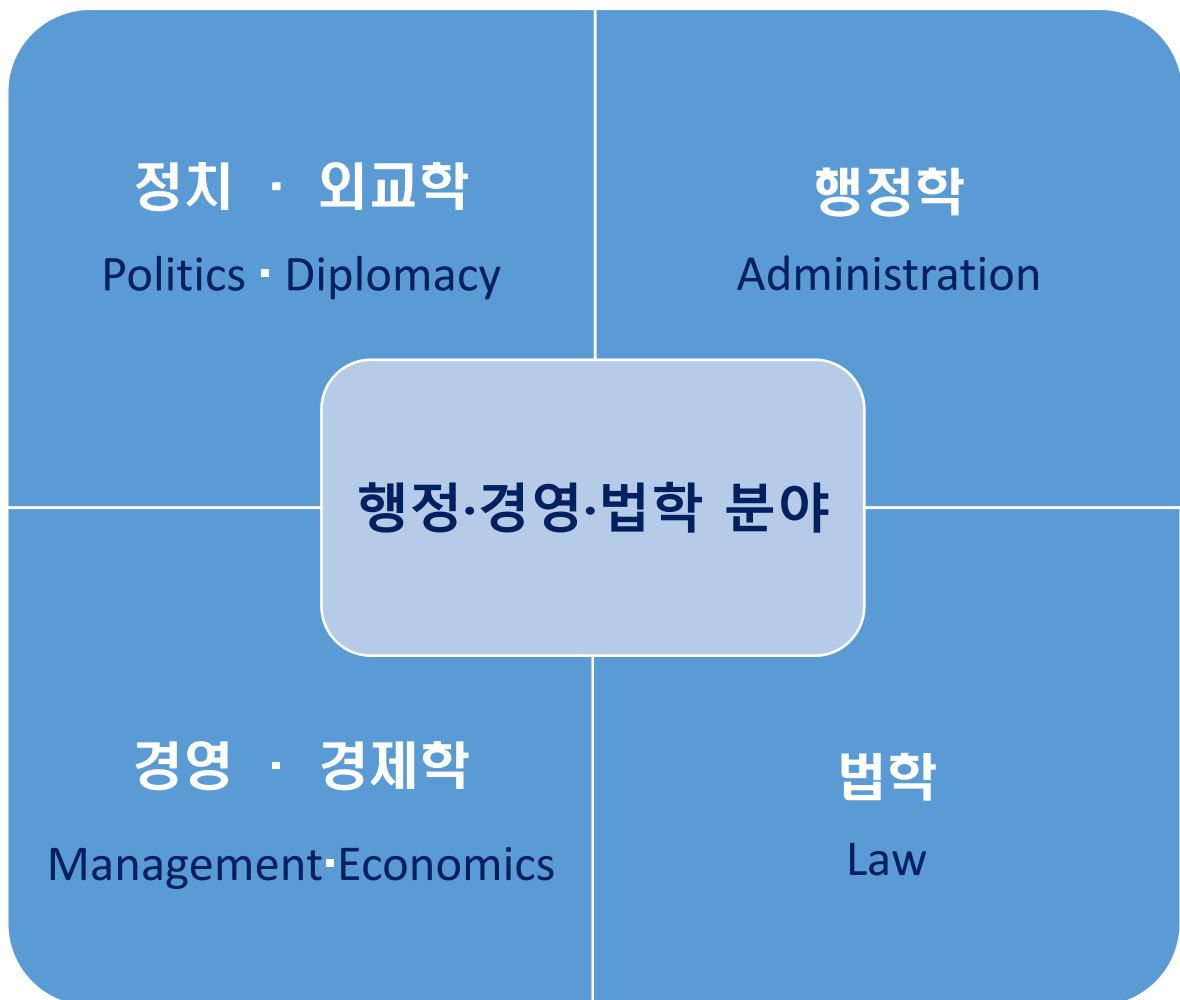 정치 · 외교학
Politics · Diplomacy
행정학
Administration
행정·경영·법학 분야
경영 · 경제학
Management·Economics
법학
Law